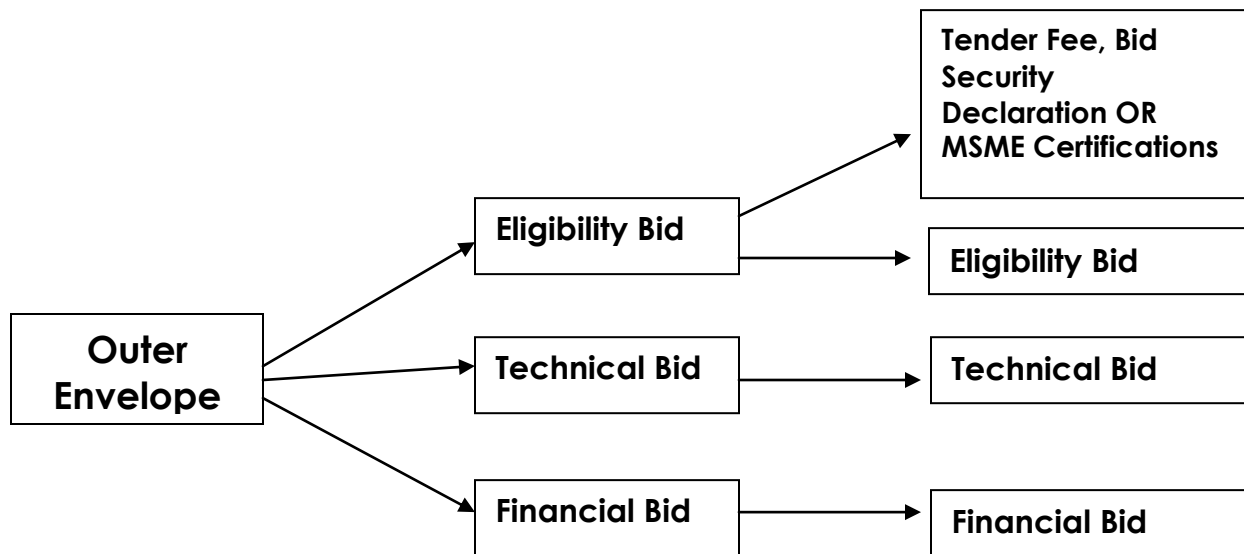 Tender Fee, Bid
Security
Declaration OR
MSME Certifications
Eligibility Bid
Eligibility Bid
Outer
Envelope
Technical Bid
Technical Bid
Financial Bid
Financial Bid